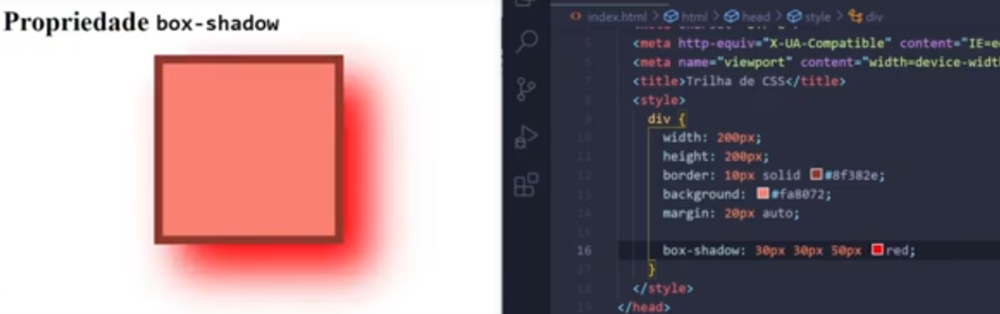 Propriedade box-shadow
index.html > html > head > style > div
5 <meta http-equiv="X-UA-Compatible" content="IE=e
6 <meta name="viewport" content="width=device-widt
7 <title>Trilha de CSS</title>
8 <style>
9 div {
10 width: 200px;
11 height: 200px;
12 border: 10px solid #8f382e;
13 background: #fa8072;
14 margin: 20px auto;
15
16 box-shadow: 30px 30px 50px red;
17 }
18 </style>
19 </head>